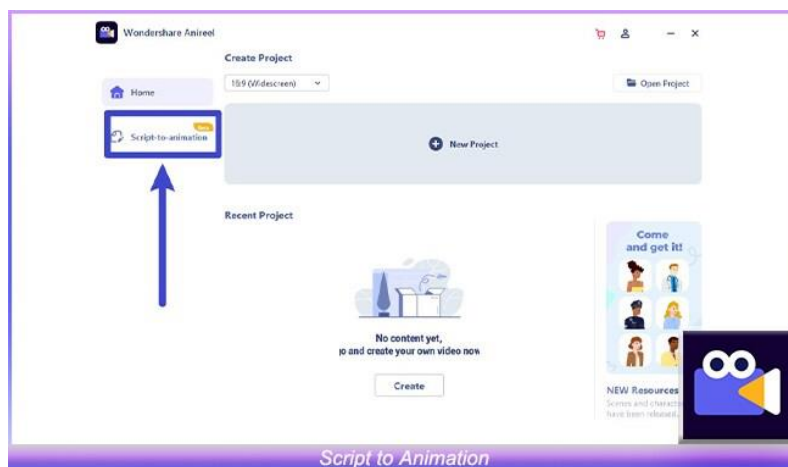 Wondershare Anireel
Create Project
16:9 (Widescreen)
Open Project
Home
Script-to-animation
New Project
Recent Project
Come
and get it!
No content yet,
go and create your own video now
Create
NEW Resources
Scenes and characte
have been released
Script to Animation